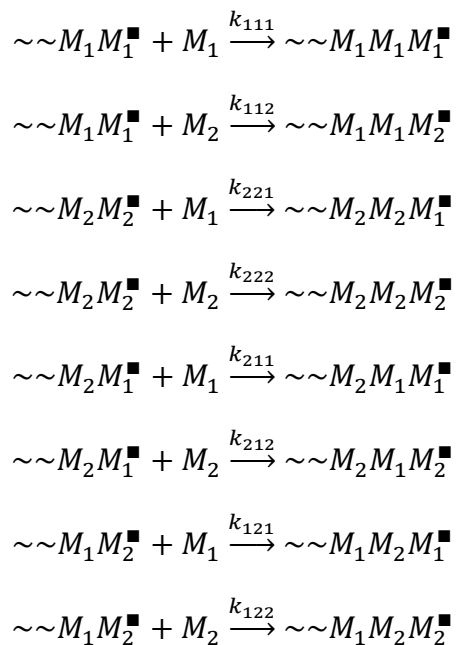 ~~M₁M₁■ + M₁ k₁₁₁→ ~~M₁M₁M₁■
~~M₁M₁■ + M₂ k₁₁₂→ ~~M₁M₁M₂■
~~M₂M₂■ + M₁ k₂₂₁→ ~~M₂M₂M₁■
~~M₂M₂■ + M₂ k₂₂₂→ ~~M₂M₂M₂■
~~M₂M₁■ + M₁ k₂₁₁→ ~~M₂M₁M₁■
~~M₂M₁■ + M₂ k₂₁₂→ ~~M₂M₁M₂■
~~M₁M₂■ + M₁ k₁₂₁→ ~~M₁M₂M₁■
~~M₁M₂■ + M₂ k₁₂₂→ ~~M₁M₂M₂■